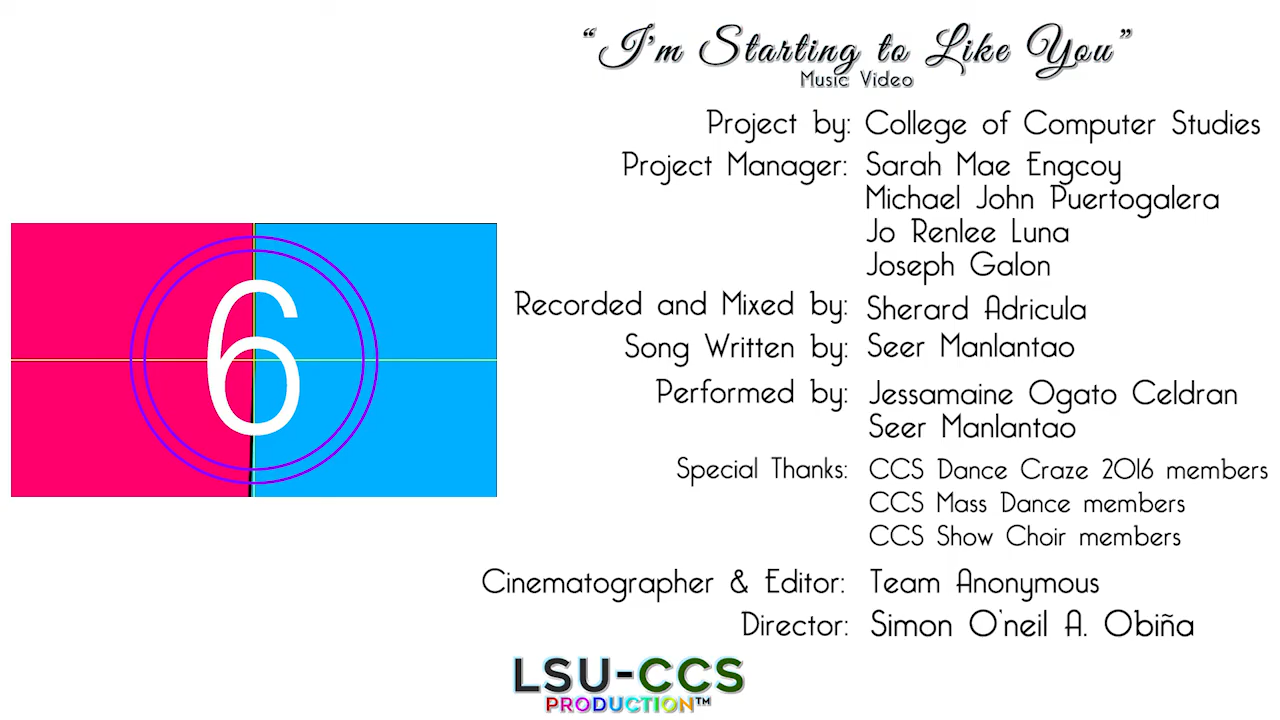 “I'm Starting to Like You”
Music Video
Project by: College of Computer Studies
Project Manager: Sarah Mae Engcoy
Michael John Puertogalera
Jo Renlee Luna
Joseph Galon
Recorded and Mixed by: Sherard Adricula
Song Written by: Seer Manlantao
Performed by: Jessamaine Ogato Celdran
Seer Manlantao
Special Thanks: CCS Dance Craze 2016 members
CCS Mass Dance members
CCS Show Choir members
Cinematographer & Editor: Team Anonymous
Director: Simon O'neil A. Obiña
6
LSU-CCS
PRODUCTION™